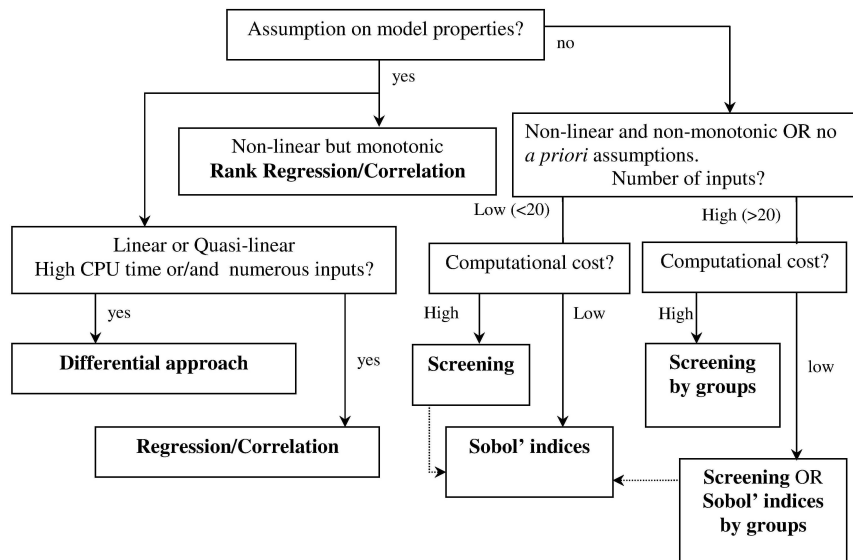 Assumption on model properties?
no
yes
Non-linear but monotonic
Rank Regression/Correlation
Non-linear and non-monotonic OR no
a priori assumptions.
Number of inputs?
Low (<20)
High (>20)
Linear or Quasi-linear
High CPU time or/and numerous inputs?
Computational cost?
Computational cost?
yes
High
Low
High
Differential approach
yes
Screening
Screening
by groups
low
Regression/Correlation
Sobol' indices
Screening OR
Sobol' indices
by groups